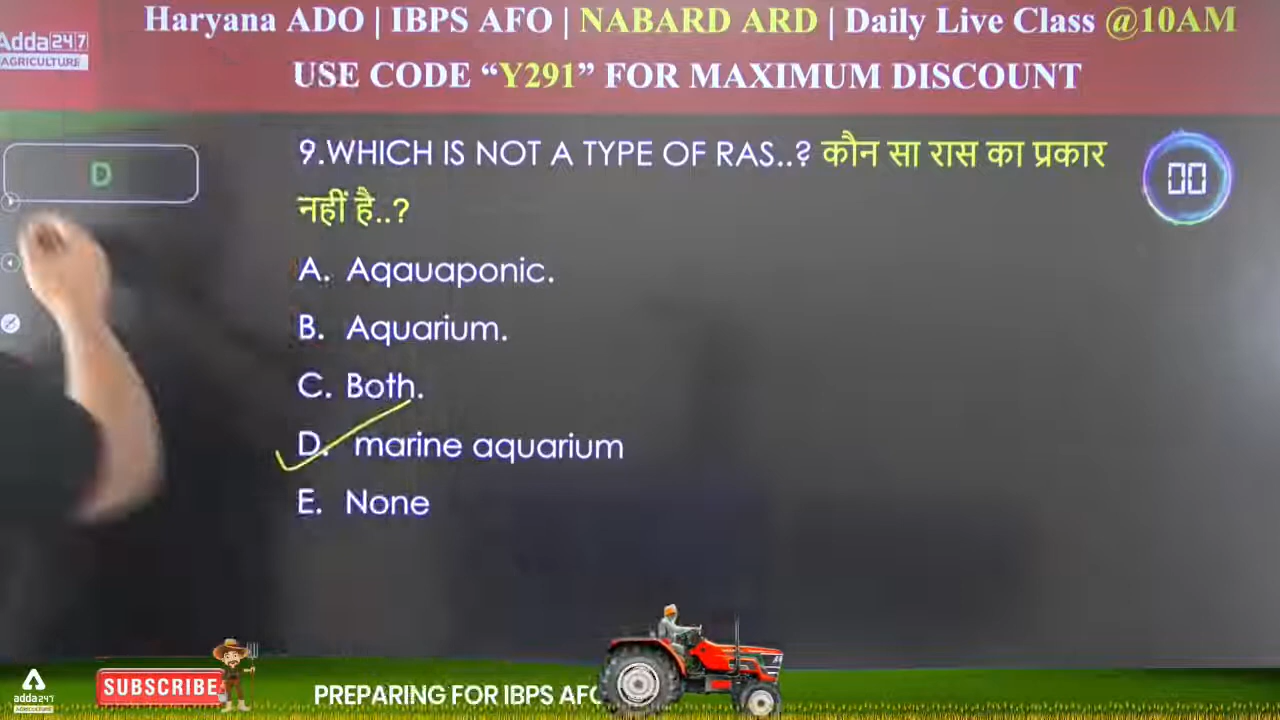 Haryana ADO | IBPS AFO | NABARD ARD | Daily Live Class @10AM
USE CODE “Y291” FOR MAXIMUM DISCOUNT
Adda247
AGRICULTURE
D
9.WHICH IS NOT A TYPE OF RAS..? कौन सा रास का प्रकार
नहीं है..?
00
A. Aqauaponic.
B. Aquarium.
C. Both.
D. marine aquarium
E. None
adda247
AGRICULTURE
SUBSCRIBE
PREPARING FOR IBPS AFO